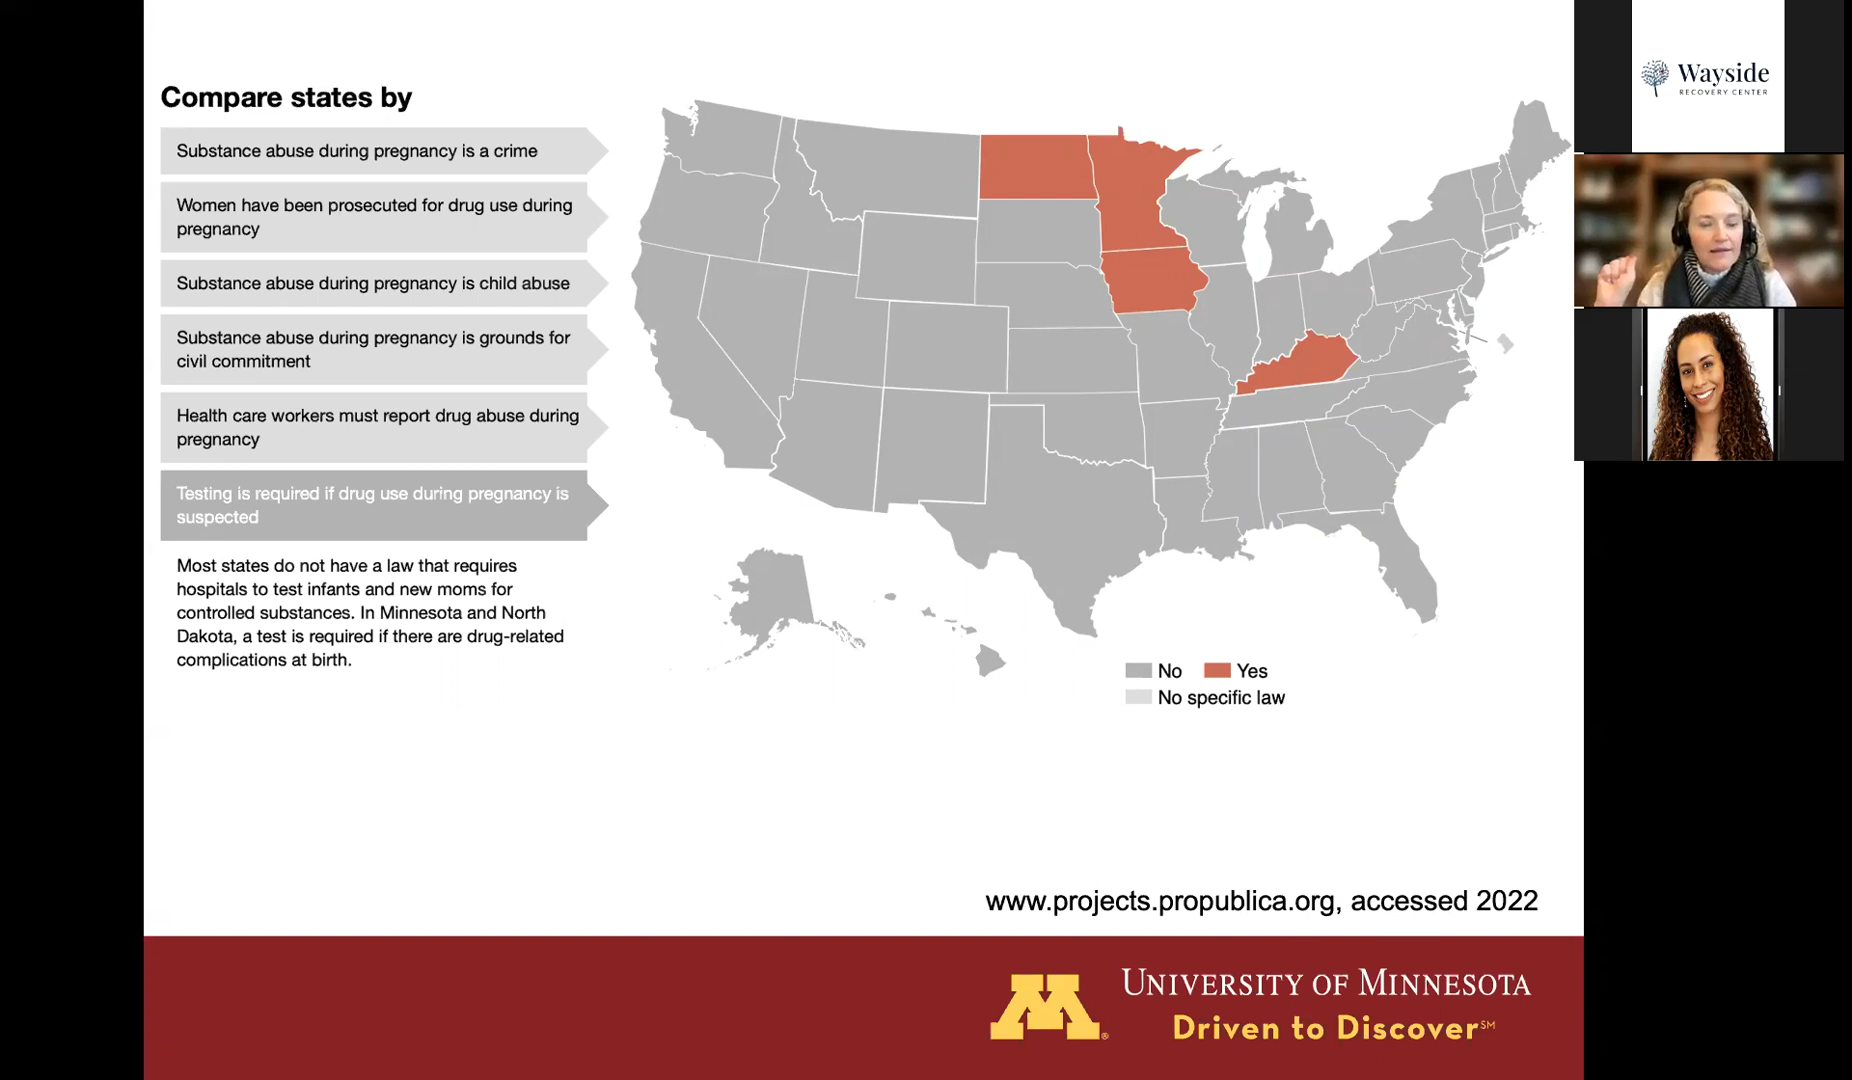 Compare states by
Substance abuse during pregnancy is a crime
Women have been prosecuted for drug use during
pregnancy
Substance abuse during pregnancy is child abuse
Substance abuse during pregnancy is grounds for
civil commitment
Health care workers must report drug abuse during
pregnancy
Testing is required if drug use during pregnancy is
suspected
Most states do not have a law that requires
hospitals to test infants and new moms for
controlled substances. In Minnesota and North
Dakota, a test is required if there are drug-related
complications at birth.
No Yes
No specific law
www.projects.propublica.org, accessed 2022
M®
UNIVERSITY OF MINNESOTA
Driven to Discover℠
Wayside
RECOVERY CENTER